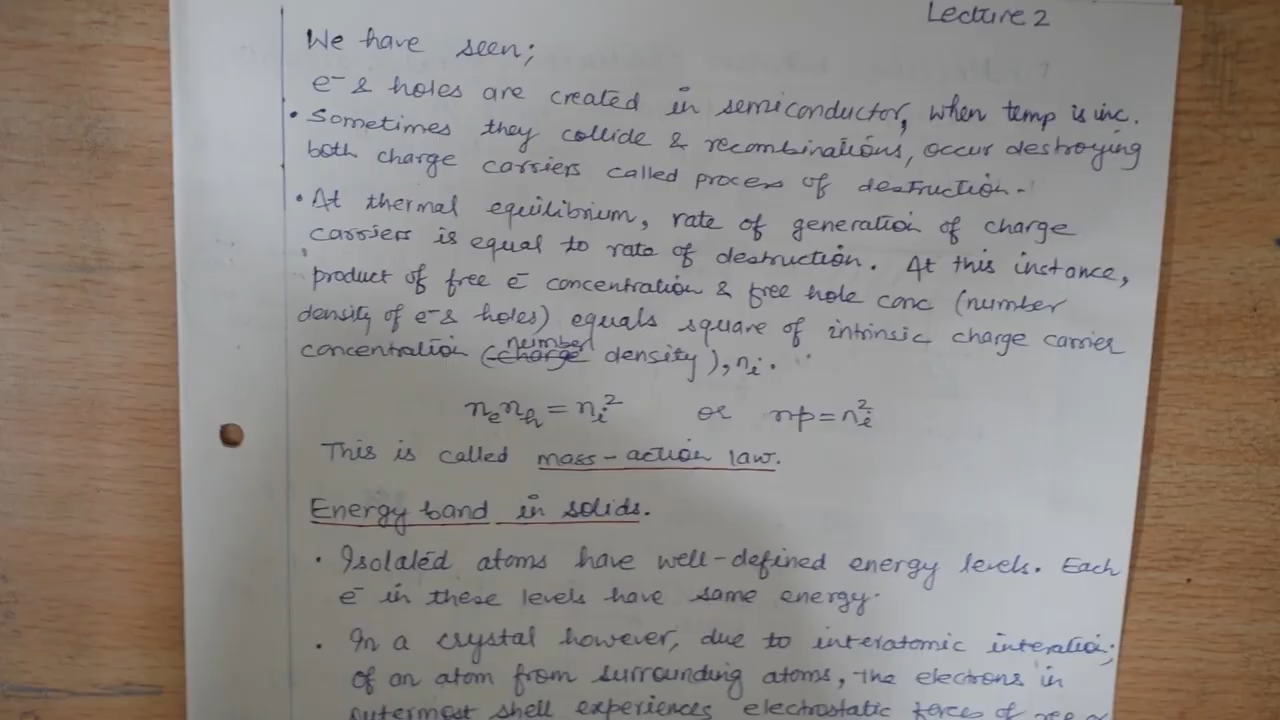 Lecture 2
We have seen;
e⁻ & holes are created in semiconductor, when temp is inc.
• Sometimes they collide & recombinations, occur destroying
both charge carriers called process of destruction.
• At thermal equilibrium, rate of generation of charge
carriers is equal to rate of destruction. At this instance,
product of free e⁻ concentration & free hole conc (number
density of e⁻ & holes) equals square of intrinsic charge carrier
concentration (charge number density), nᵢ.
nₑnₕ = nᵢ² or np = nᵢ²
This is called mass-action law.
Energy band in solids.
• Isolated atoms have well-defined energy levels. Each
e⁻ in these levels have same energy.
• In a crystal however, due to interatomic interation;
of an atom from surrounding atoms, the electrons in
outermost shell experiences electrostatic forces of